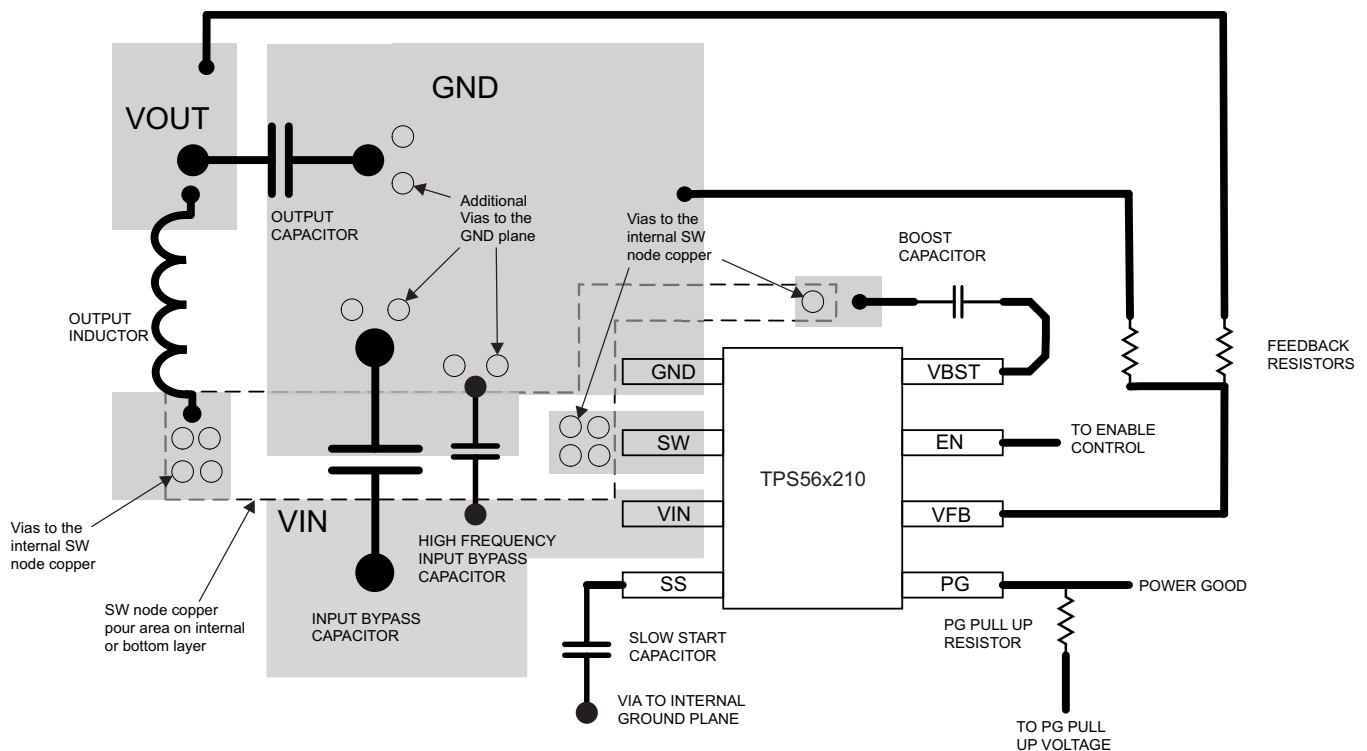 GND
VOUT
OUTPUT
CAPACITOR
Additional
Vias to the
GND plane
Vias to the
internal SW
node copper
BOOST
CAPACITOR
OUTPUT
INDUCTOR
FEEDBACK
RESISTORS
GND
VBST
SW
EN
TO ENABLE
CONTROL
TPS56x210
VIN
VIN
VFB
Vias to the
internal SW
node copper
HIGH FREQUENCY
INPUT BYPASS
CAPACITOR
SS
PG
POWER GOOD
SW node copper
pour area on internal
or bottom layer
INPUT BYPASS
CAPACITOR
SLOW START
CAPACITOR
PG PULL UP
RESISTOR
VIA TO INTERNAL
GROUND PLANE
TO PG PULL
UP VOLTAGE